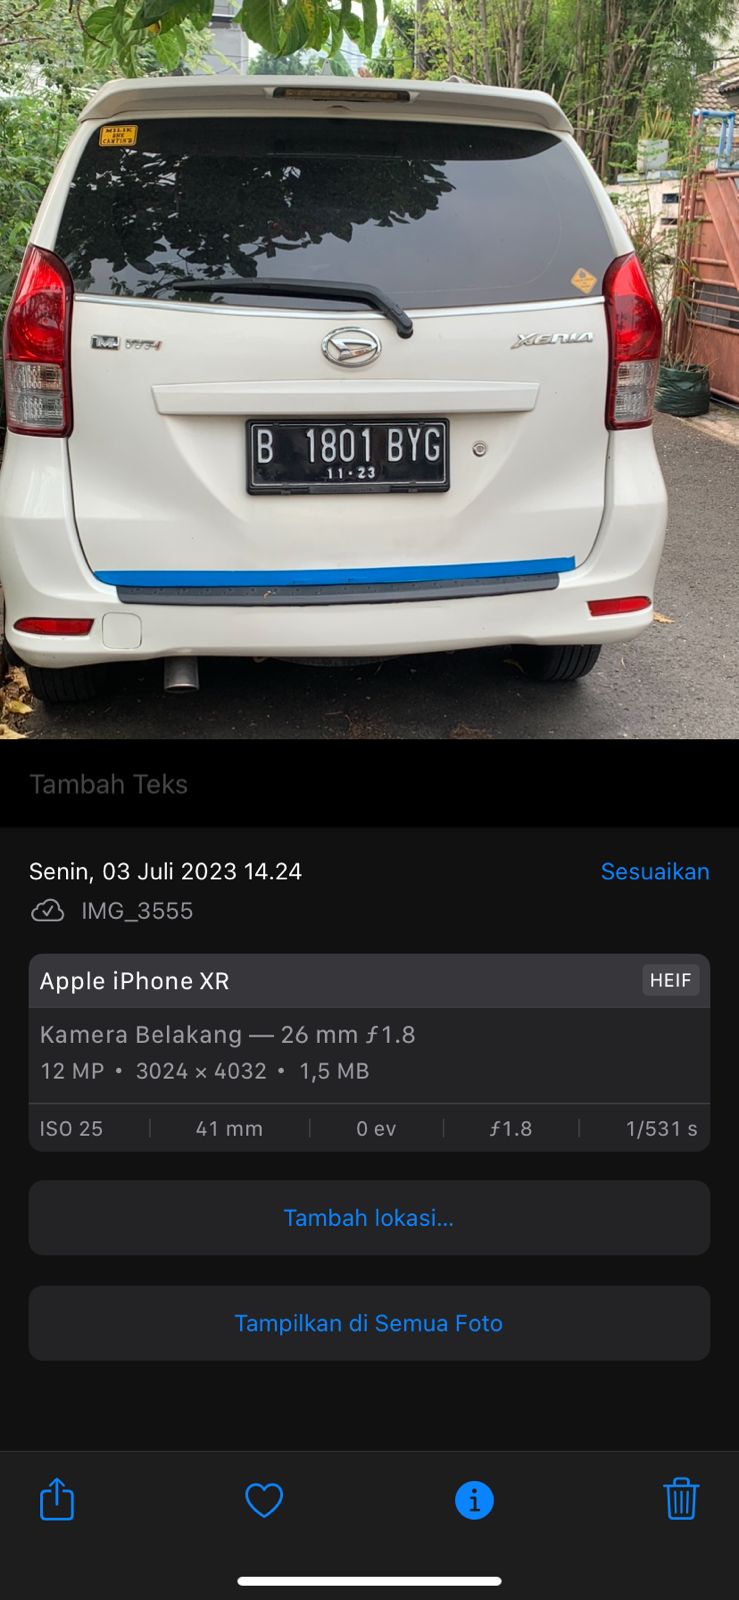 MILIK
CANTIN'S
VVT-i
XENIA
B 1801 BYG
11·23
Tambah Teks
Senin, 03 Juli 2023 14.24
Sesuaikan
IMG_3555
Apple iPhone XR
HEIF
Kamera Belakang — 26 mm ƒ1.8
12 MP • 3024 × 4032 • 1,5 MB
ISO 25
41 mm
0 ev
ƒ1.8
1/531 s
Tambah lokasi...
Tampilkan di Semua Foto